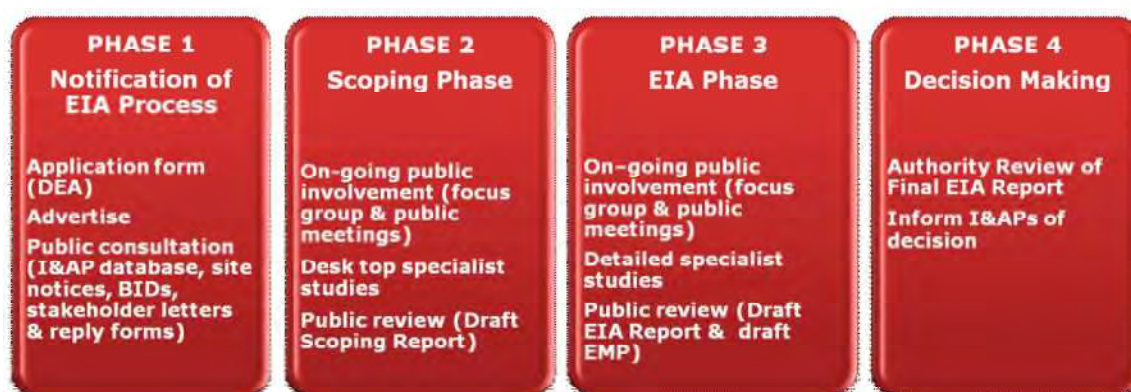 PHASE 1
Notification of
EIA Process
Application form
(DEA)
Advertise
Public consultation
(I&AP database, site
notices, BIDs,
stakeholder letters
& reply forms)
PHASE 2
Scoping Phase
On-going public
involvement (focus
group & public
meetings)
Desk top specialist
studies
Public review (Draft
Scoping Report)
PHASE 3
EIA Phase
On-going public
involvement (focus
group & public
meetings)
Detailed specialist
studies
Public review (Draft
EIA Report & draft
EMP)
PHASE 4
Decision Making
Authority Review of
Final EIA Report
Inform I&APs of
decision